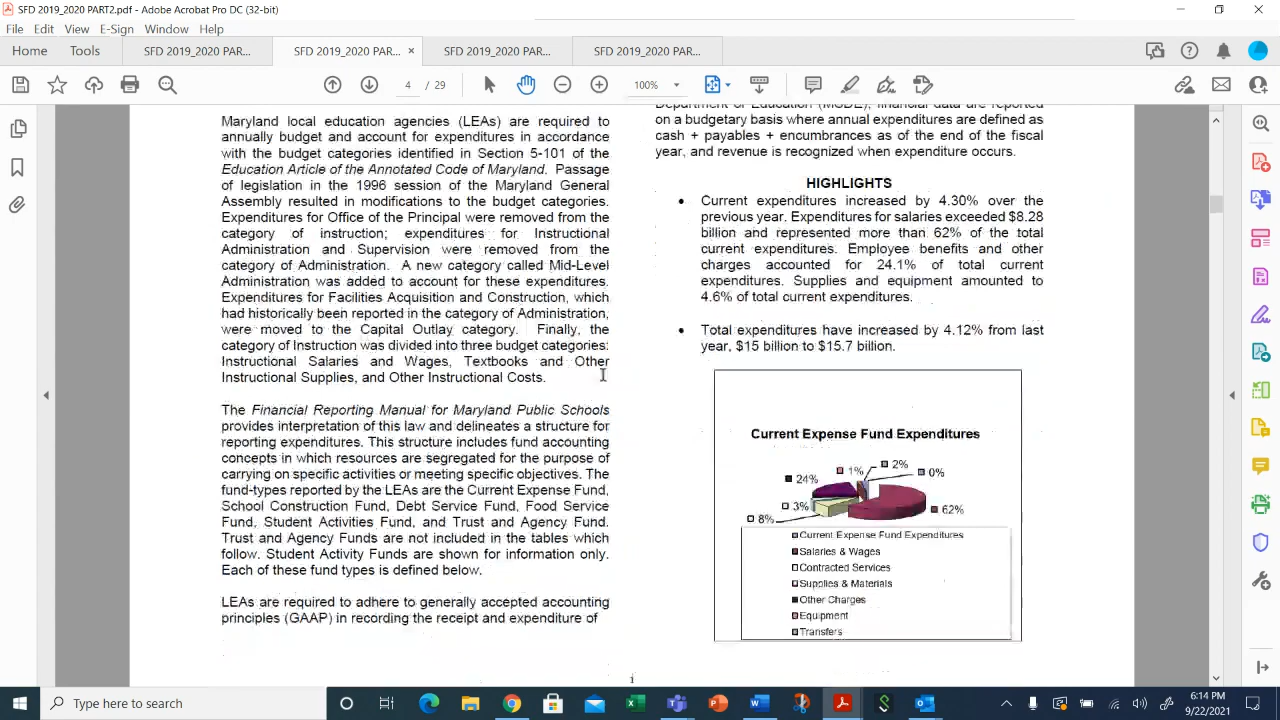 SFD 2019_2020 PART2.pdf - Adobe Acrobat Pro DC (32-bit)
File Edit View E-Sign Window Help
Home Tools SFD 2019_2020 PAR... SFD 2019_2020 PAR... × SFD 2019_2020 PAR... SFD 2019_2020 PAR...
4 / 29 100%
Maryland local education agencies (LEAs) are required to
annually budget and account for expenditures in accordance
with the budget categories identified in Section 5-101 of the
Education Article of the Annotated Code of Maryland. Passage
of legislation in the 1996 session of the Maryland General
Assembly resulted in modifications to the budget categories.
Expenditures for Office of the Principal were removed from the
category of instruction; expenditures for Instructional
Administration and Supervision were removed from the
category of Administration. A new category called Mid-Level
Administration was added to account for these expenditures.
Expenditures for Facilities Acquisition and Construction, which
had historically been reported in the category of Administration,
were moved to the Capital Outlay category. Finally, the
category of Instruction was divided into three budget categories:
Instructional Salaries and Wages, Textbooks and Other
Instructional Supplies, and Other Instructional Costs.
The Financial Reporting Manual for Maryland Public Schools
provides interpretation of this law and delineates a structure for
reporting expenditures. This structure includes fund accounting
concepts in which resources are segregated for the purpose of
carrying on specific activities or meeting specific objectives. The
fund-types reported by the LEAs are the Current Expense Fund,
School Construction Fund, Debt Service Fund, Food Service
Fund, Student Activities Fund, and Trust and Agency Fund.
Trust and Agency Funds are not included in the tables which
follow. Student Activity Funds are shown for information only.
Each of these fund types is defined below.
LEAs are required to adhere to generally accepted accounting
principles (GAAP) in recording the receipt and expenditure of
Department of Education (MSDE), financial data are reported
on a budgetary basis where annual expenditures are defined as
cash + payables + encumbrances as of the end of the fiscal
year, and revenue is recognized when expenditure occurs.
HIGHLIGHTS
• Current expenditures increased by 4.30% over the
previous year. Expenditures for salaries exceeded $8.28
billion and represented more than 62% of the total
current expenditures. Employee benefits and other
charges accounted for 24.1% of total current
expenditures. Supplies and equipment amounted to
4.6% of total current expenditures.
• Total expenditures have increased by 4.12% from last
year, $15 billion to $15.7 billion.
Current Expense Fund Expenditures
24% 1% 2% 0%
3%
8% 62%
Current Expense Fund Expenditures
Salaries & Wages
Contracted Services
Supplies & Materials
Other Charges
Equipment
Transfers
i
Type here to search
6:14 PM
9/22/2021